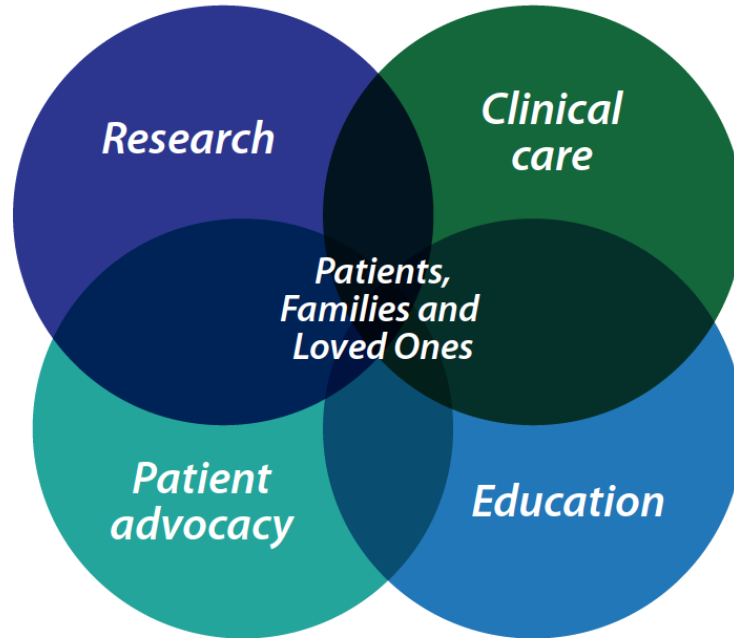 Research
Clinical
care
Patients,
Families and
Loved Ones
Patient
advocacy
Education